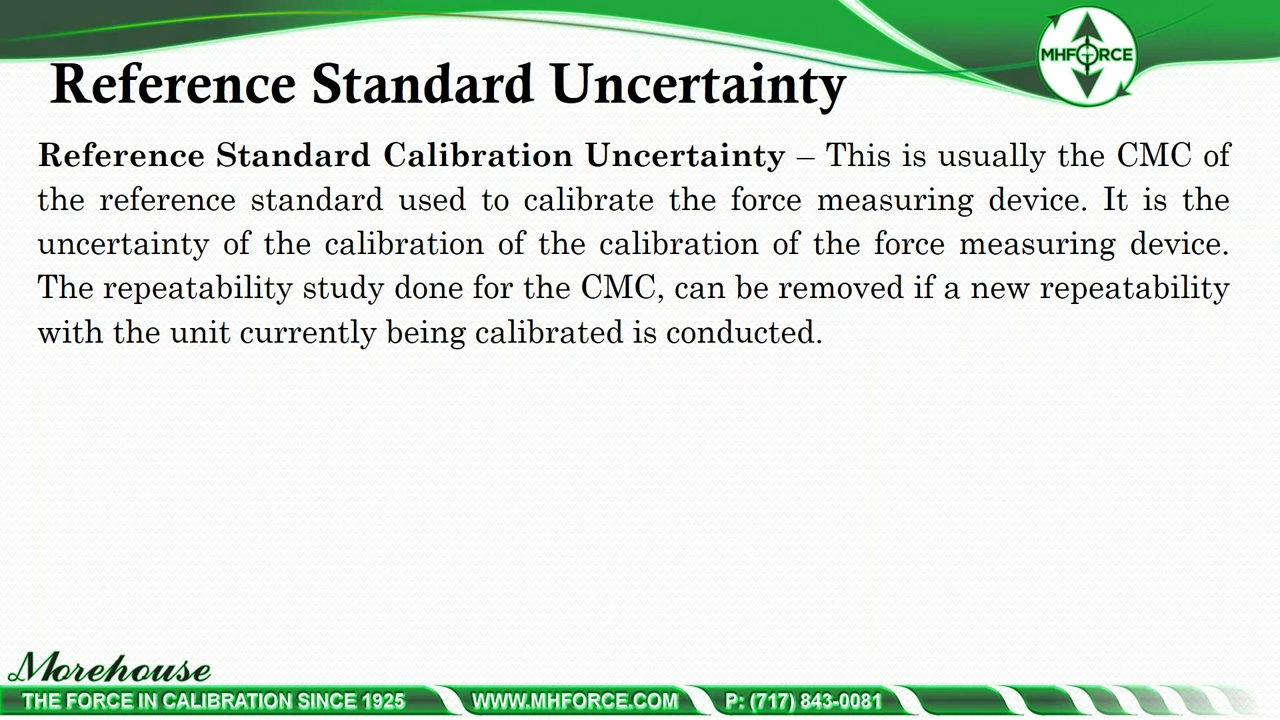 MHFORCE
Reference Standard Uncertainty
Reference Standard Calibration Uncertainty – This is usually the CMC of
the reference standard used to calibrate the force measuring device. It is the
uncertainty of the calibration of the calibration of the force measuring device.
The repeatability study done for the CMC, can be removed if a new repeatability
with the unit currently being calibrated is conducted.
Morehouse
THE FORCE IN CALIBRATION SINCE 1925 WWW.MHFORCE.COM P: (717) 843-0081